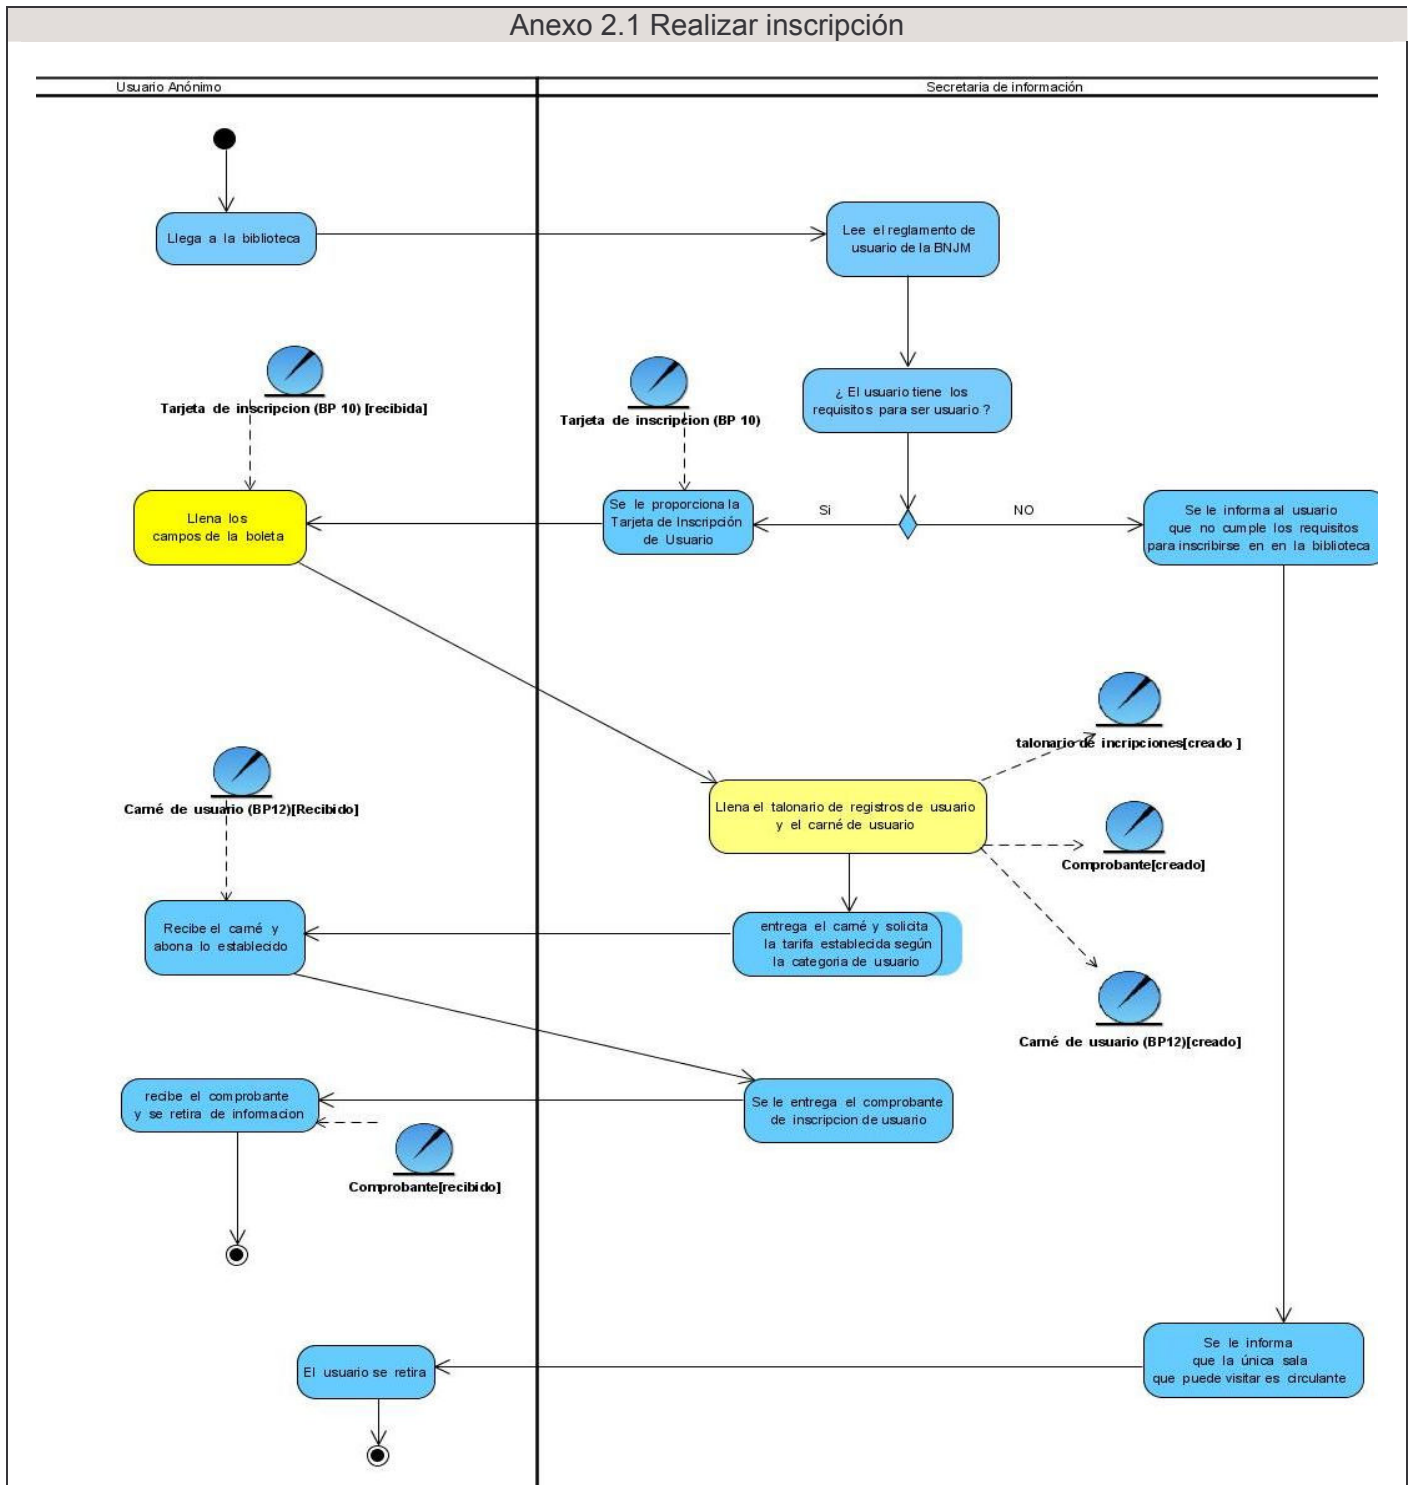 Anexo 2.1 Realizar inscripción
Usuario Anónimo
Secretaria de información
Llega a la biblioteca
Lee el reglamento de
usuario de la BNJM
¿ El usuario tiene los
requisitos para ser usuario ?
Tarjeta de inscripcion (BP 10) [recibida]
Tarjeta de inscripcion (BP 10)
Llena los
campos de la boleta
Se le proporciona la
Tarjeta de Inscripción
de Usuario
Si
NO
Se le informa al usuario
que no cumple los requisitos
para inscribirse en en la biblioteca
talonario de incripciones[creado ]
Carné de usuario (BP12)[Recibido]
Llena el talonario de registros de usuario
y el carné de usuario
Comprobante[creado]
Recibe el carné y
abona lo establecido
entrega el carné y solicita
la tarifa establecida según
la categoria de usuario
Carné de usuario (BP12)[creado]
recibe el comprobante
y se retira de informacion
Se le entrega el comprobante
de inscripcion de usuario
Comprobante[recibido]
Se le informa
que la única sala
que puede visitar es circulante
El usuario se retira